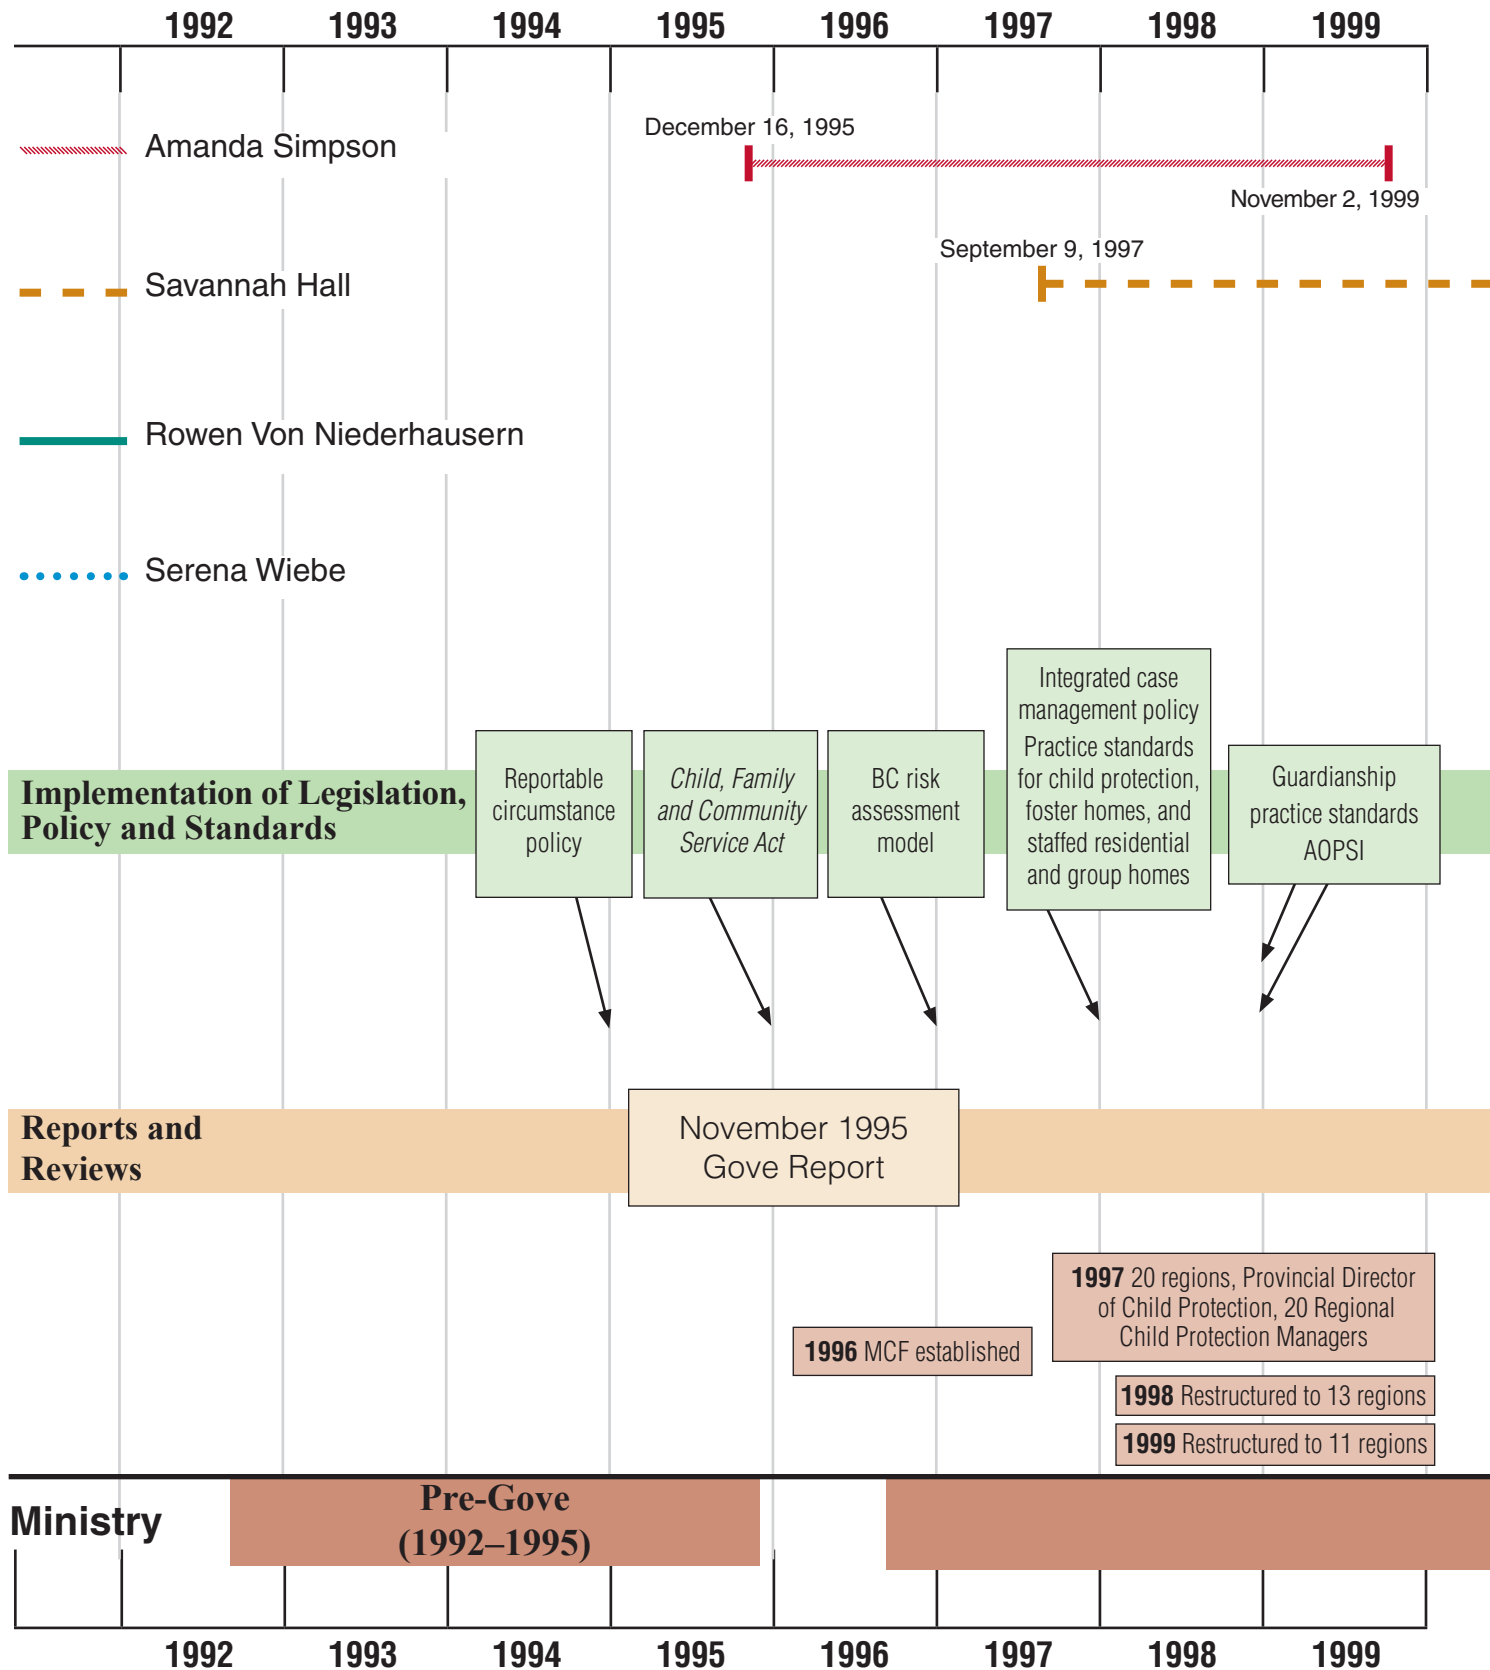 1992 1993 1994 1995 1996 1997 1998 1999
December 16, 1995
Amanda Simpson
November 2, 1999
September 9, 1997
Savannah Hall
Rowen Von Niederhausern
Serena Wiebe
Implementation of Legislation,
Policy and Standards
Reportable
circumstance
policy
Child, Family
and Community
Service Act
BC risk
assessment
model
Integrated case
management policy
Practice standards
for child protection,
foster homes, and
staffed residential
and group homes
Guardianship
practice standards
AOPSI
Reports and
Reviews
November 1995
Gove Report
1997 20 regions, Provincial Director
of Child Protection, 20 Regional
Child Protection Managers
1996 MCF established
1998 Restructured to 13 regions
1999 Restructured to 11 regions
Ministry
Pre-Gove
(1992–1995)
1992 1993 1994 1995 1996 1997 1998 1999